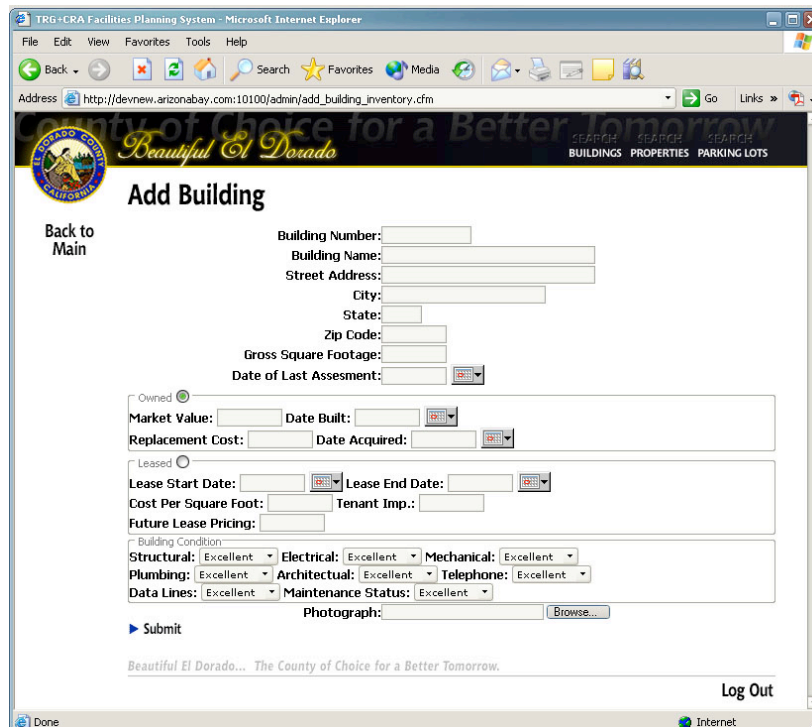 TRG+CRA Facilities Planning System - Microsoft Internet Explorer
File Edit View Favorites Tools Help
Back Search Favorites Media
Address http://devnew.arizonabay.com:10100/admin/add_building_inventory.cfm Go Links »
County of Choice for a Better Tomorrow
EL DORADO COUNTY
CALIFORNIA
Beautiful El Dorado
SEARCH SEARCH SEARCH
BUILDINGS PROPERTIES PARKING LOTS
Add Building
Back to
Main
Building Number:
Building Name:
Street Address:
City:
State:
Zip Code:
Gross Square Footage:
Date of Last Assesment:
Owned
Market Value: Date Built:
Replacement Cost: Date Acquired:
Leased
Lease Start Date: Lease End Date:
Cost Per Square Foot: Tenant Imp.:
Future Lease Pricing:
Building Condition
Structural: Excellent Electrical: Excellent Mechanical: Excellent
Plumbing: Excellent Architectual: Excellent Telephone: Excellent
Data Lines: Excellent Maintenance Status: Excellent
Photograph: Browse...
Submit
Beautiful El Dorado... The County of Choice for a Better Tomorrow.
Log Out
Done Internet